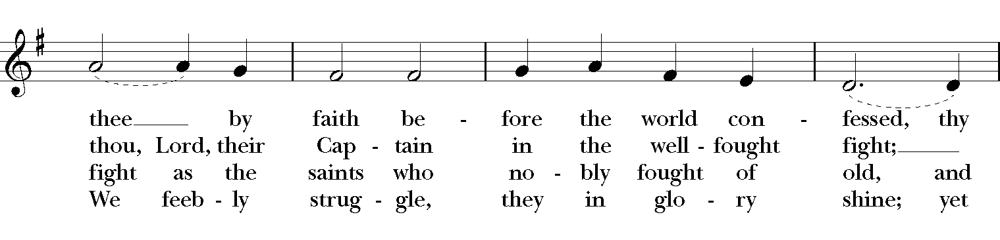 thee by faith be - fore the world con - fessed, thy
thou, Lord, their Cap - tain in the well - fought fight;
fight as the saints who no - bly fought of old, and
We feeb - ly strug - gle, they in glo - ry shine; yet